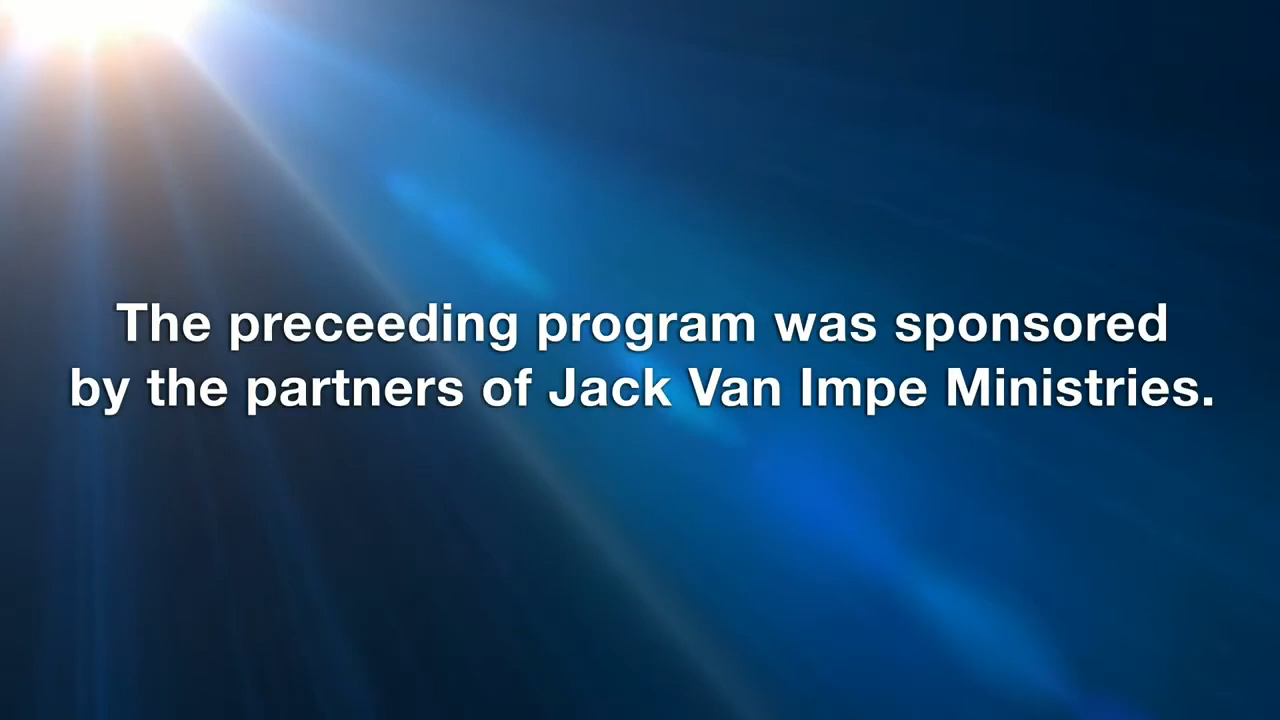 The preceeding program was sponsored
by the partners of Jack Van Impe Ministries.